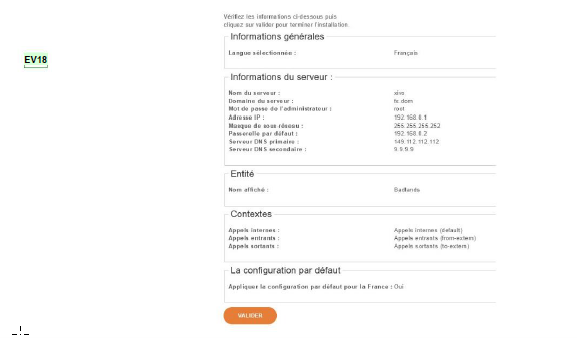 Vérifiez les informations ci-dessous puis
cliquez sur valider pour terminer l'installation
Informations générales
Langue sélectionnée : Français
EV18
Informations du serveur :
Nom du serveur : xivo
Domaine du serveur : fe.dom
Mot de passe de l'administrateur : root
Adresse IP : 192.168.0.1
Masque de sous-réseau : 255.255.255.252
Passerelle par défaut : 192.168.0.2
Serveur DNS primaire : 149.112.112.112
Serveur DNS secondaire : 9.9.9.9
Entité
Nom affiché : Badlands
Contextes
Appels internes : Appels internes (default)
Appels entrants : Appels entrants (from-extern)
Appels sortants : Appels sortants (to-extern)
La configuration par défaut
Appliquer la configuration par défaut pour la France : Oui
VALIDER